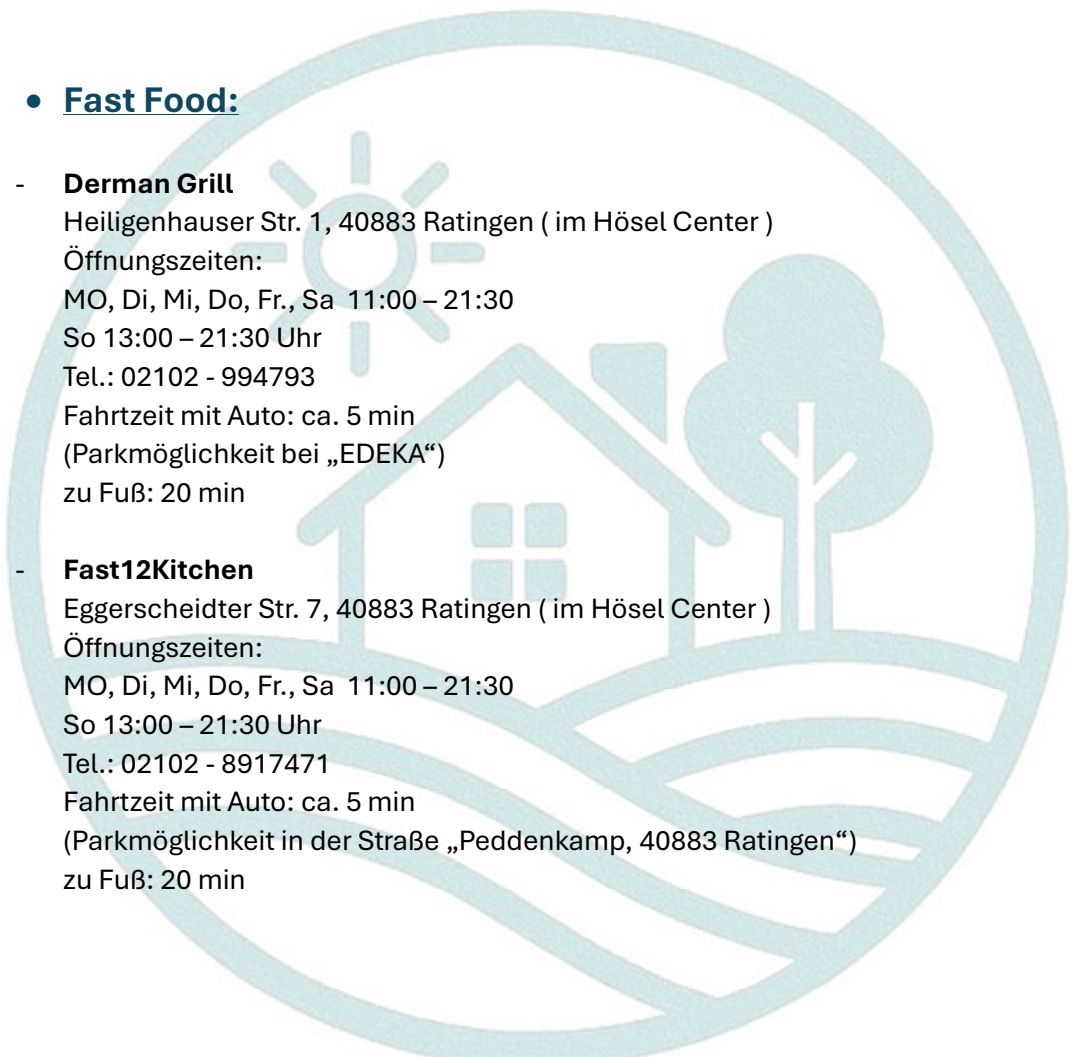 • Fast Food:
- Derman Grill
Heiligenhauser Str. 1, 40883 Ratingen ( im Hösel Center )
Öffnungszeiten:
MO, Di, Mi, Do, Fr., Sa  11:00 – 21:30
So 13:00 – 21:30 Uhr
Tel.: 02102 - 994793
Fahrtzeit mit Auto: ca. 5 min
(Parkmöglichkeit bei „EDEKA“)
zu Fuß: 20 min
- Fast12Kitchen
Eggerscheidter Str. 7, 40883 Ratingen ( im Hösel Center )
Öffnungszeiten:
MO, Di, Mi, Do, Fr., Sa  11:00 – 21:30
So 13:00 – 21:30 Uhr
Tel.: 02102 - 8917471
Fahrtzeit mit Auto: ca. 5 min
(Parkmöglichkeit in der Straße „Peddenkamp, 40883 Ratingen“)
zu Fuß: 20 min